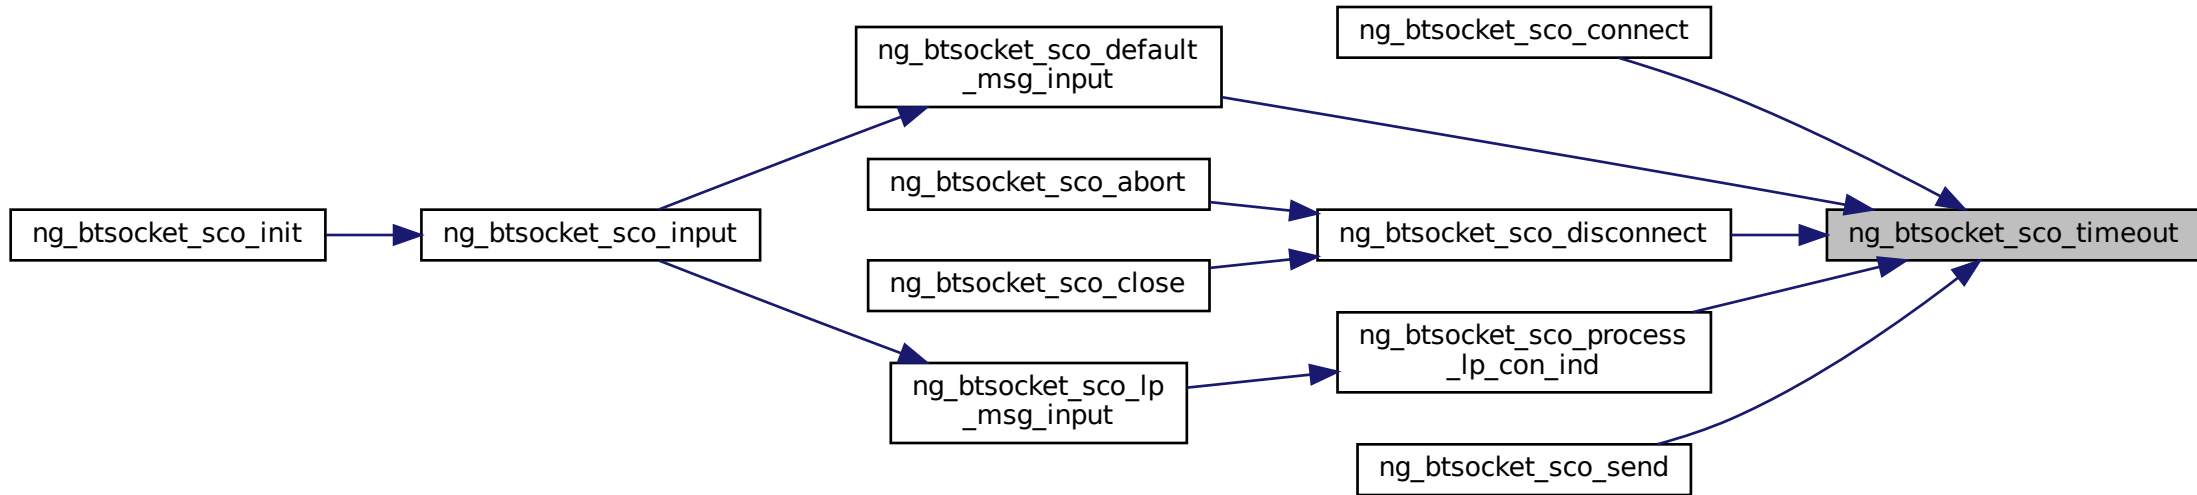 ng_btsocket_sco_init
ng_btsocket_sco_input
ng_btsocket_sco_default
_msg_input
ng_btsocket_sco_abort
ng_btsocket_sco_close
ng_btsocket_sco_lp
_msg_input
ng_btsocket_sco_connect
ng_btsocket_sco_disconnect
ng_btsocket_sco_process
_lp_con_ind
ng_btsocket_sco_send
ng_btsocket_sco_timeout